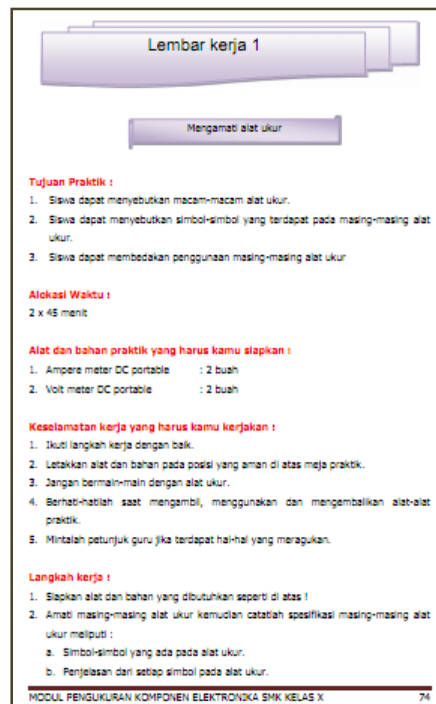 Lembar kerja 1
Mengamati alat ukur
Tujuan Praktik :
1. Siswa dapat menyebutkan macam-macam alat ukur.
2. Siswa dapat menyebutkan simbol-simbol yang terdapat pada masing-masing alat
ukur.
3. Siswa dapat membedakan penggunaan masing-masing alat ukur
Alokasi Waktu :
2 x 45 menit
Alat dan bahan praktik yang harus kamu siapkan :
1. Ampere meter DC portable : 2 buah
2. Volt meter DC portable : 2 buah
Keselamatan kerja yang harus kamu kerjakan :
1. Ikuti langkah kerja dengan baik.
2. Letakkan alat dan bahan pada posisi yang aman di atas meja praktik.
3. Jangan bermain-main dengan alat ukur.
4. Berhati-hatilah saat mengambil, menggunakan dan mengembalikan alat-alat
praktik.
5. Mintalah petunjuk guru jika terdapat hal-hal yang meragukan.
Langkah kerja :
1. Siapkan alat dan bahan yang dibutuhkan seperti di atas !
2. Amati masing-masing alat ukur kemudian catatlah spesifikasi masing-masing alat
ukur meliputi :
a. Simbol-simbol yang ada pada alat ukur.
b. Penjelasan dari setiap simbol pada alat ukur.
MODUL PENGUKURAN KOMPONEN ELEKTRONIKA SMK KELAS X 74